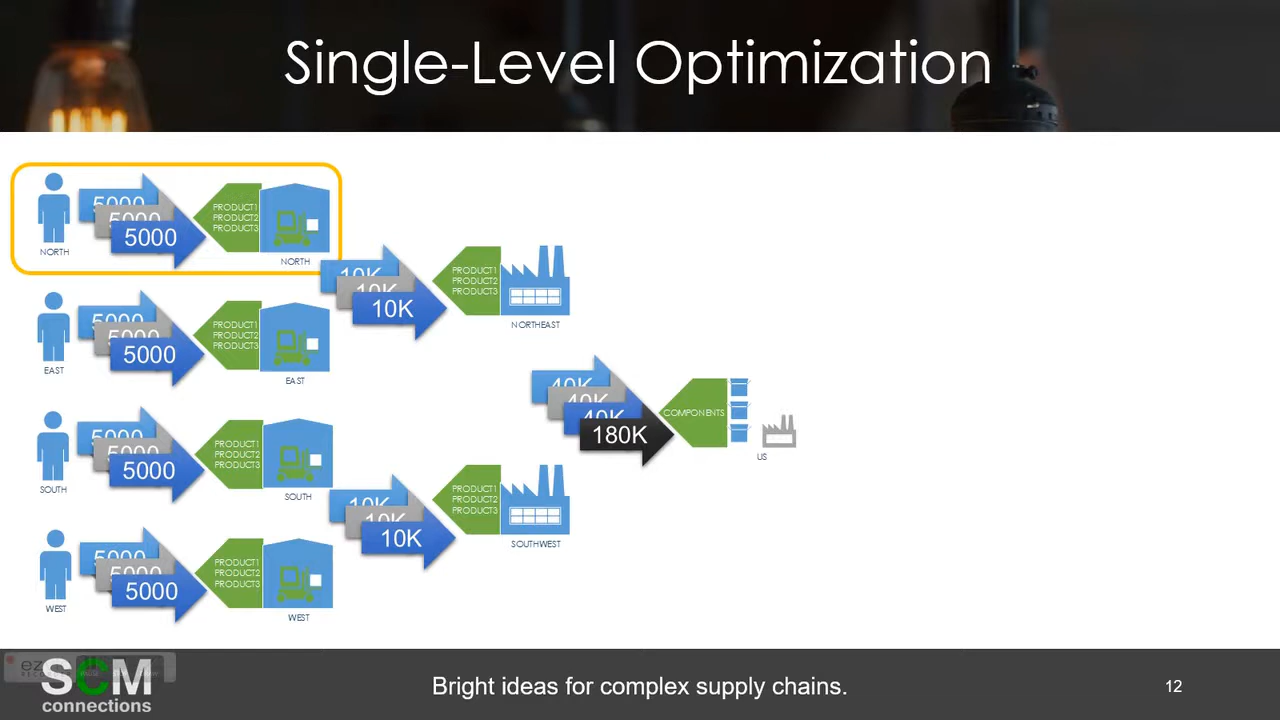 Single-Level Optimization
5000
5000
5000
PRODUCT1
PRODUCT2
PRODUCT3
NORTH
NORTH
10K
10K
10K
PRODUCT1
PRODUCT2
PRODUCT3
NORTHEAST
5000
5000
5000
PRODUCT1
PRODUCT2
PRODUCT3
EAST
EAST
40K
40K
40K
180K
COMPONENTS
US
5000
5000
5000
PRODUCT1
PRODUCT2
PRODUCT3
SOUTH
SOUTH
10K
10K
10K
PRODUCT1
PRODUCT2
PRODUCT3
SOUTHWEST
5000
5000
5000
PRODUCT1
PRODUCT2
PRODUCT3
WEST
WEST
SCM
connections
Bright ideas for complex supply chains.
12